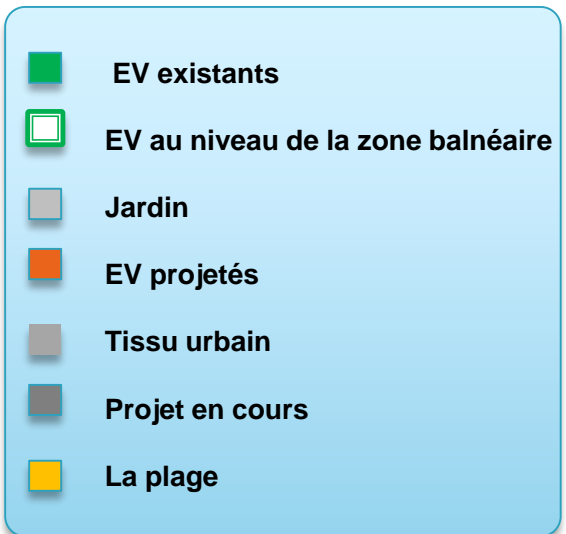 EV existants
EV au niveau de la zone balnéaire
Jardin
EV projetés
Tissu urbain
Projet en cours
La plage